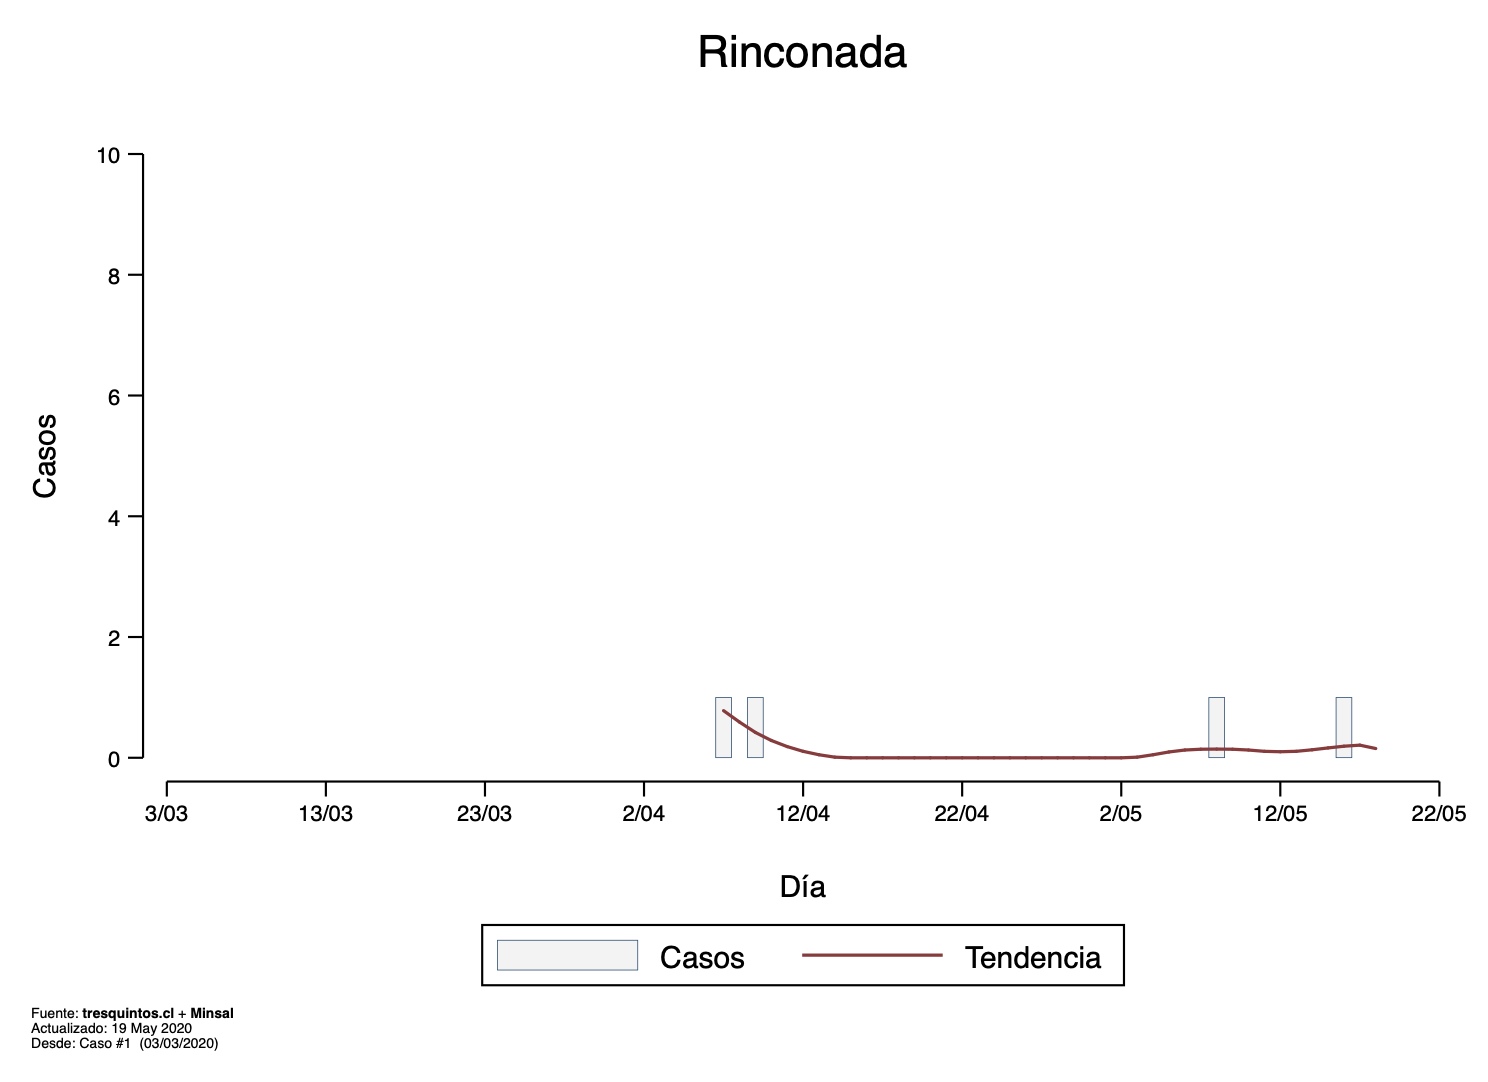 Rinconada
Casos
10
8
6
4
2
0
3/03 13/03 23/03 2/04 12/04 22/04 2/05 12/05 22/05
Día
Casos Tendencia
Fuente: tresquintos.cl + Minsal
Actualizado: 19 May 2020
Desde: Caso #1 (03/03/2020)